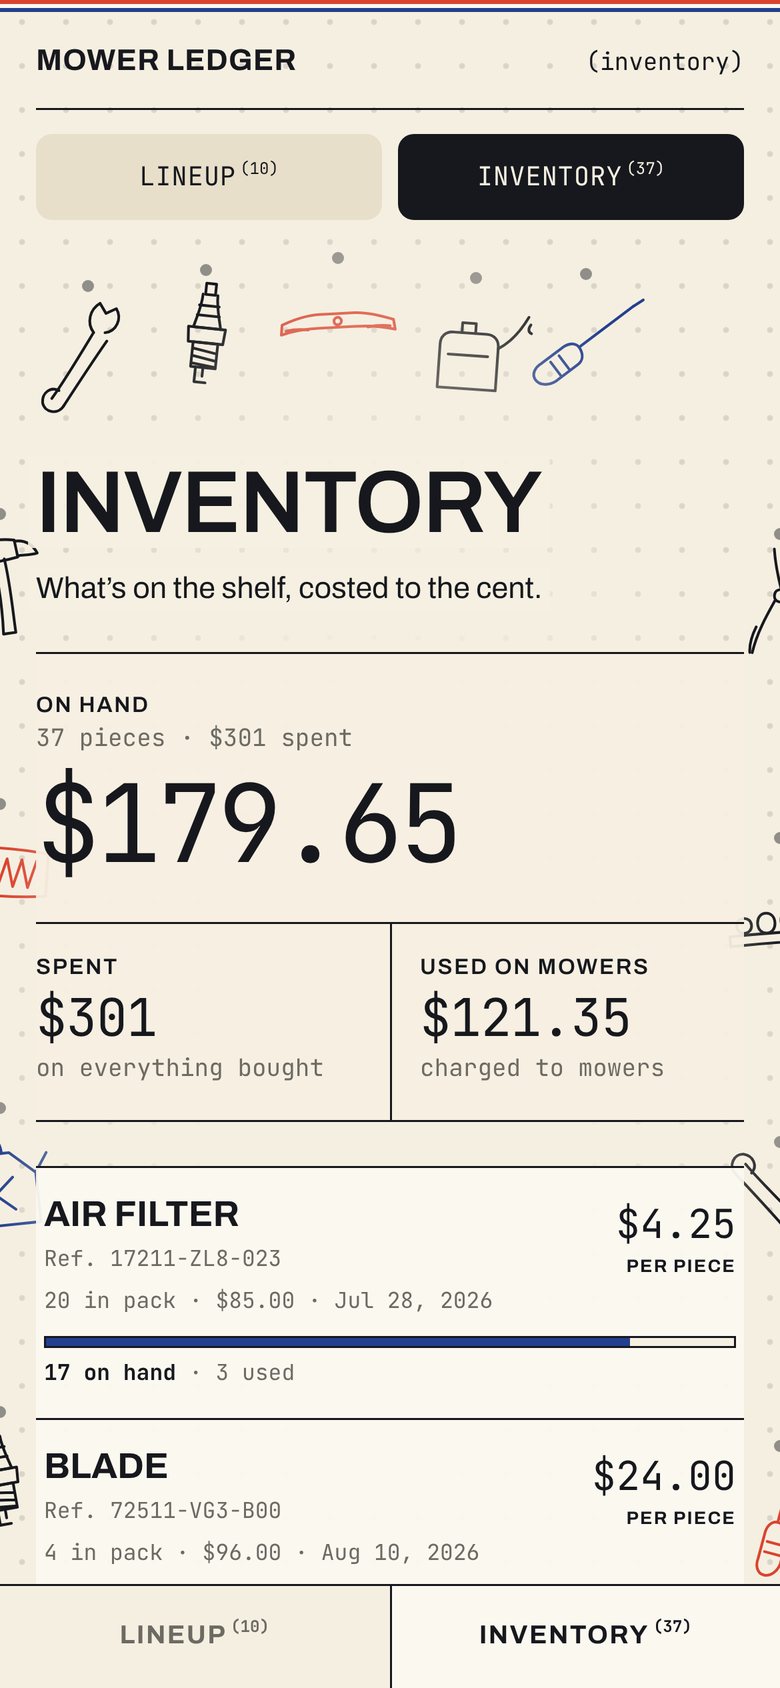 MOWER LEDGER (inventory)
LINEUP (10) INVENTORY (37)
INVENTORY
What’s on the shelf, costed to the cent.
ON HAND
37 pieces · $301 spent
$179.65
SPENT
$301
on everything bought
USED ON MOWERS
$121.35
charged to mowers
AIR FILTER
$4.25
Ref. 17211-ZL8-023
PER PIECE
20 in pack · $85.00 · Jul 28, 2026
17 on hand · 3 used
BLADE
$24.00
Ref. 72511-VG3-B00
PER PIECE
4 in pack · $96.00 · Aug 10, 2026
LINEUP (10) INVENTORY (37)